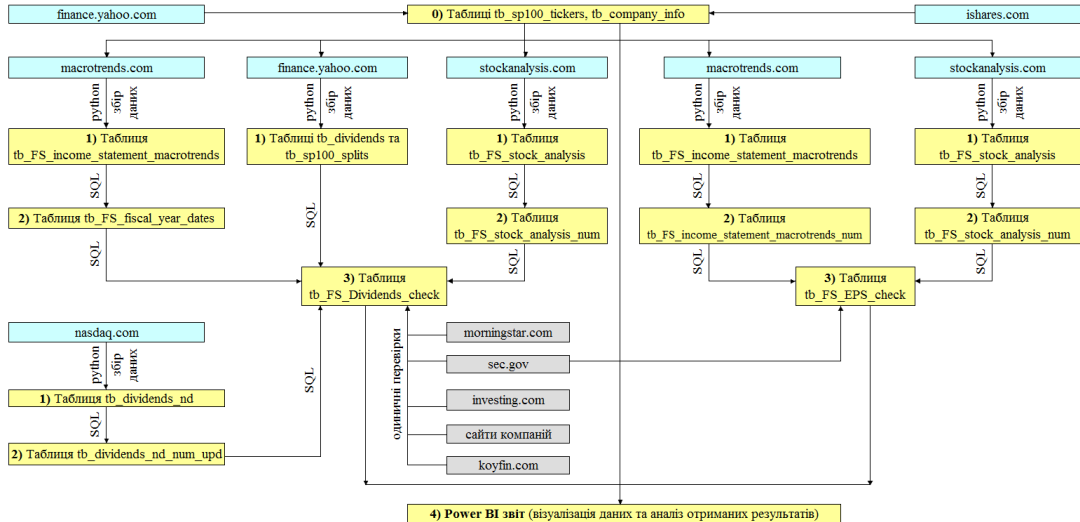 finance.yahoo.com
0) Таблиці tb_sp100_tickers, tb_company_info
ishares.com
macrotrends.com
finance.yahoo.com
stockanalysis.com
macrotrends.com
stockanalysis.com
python
збір
даних
python
збір
даних
python
збір
даних
python
збір
даних
python
збір
даних
1) Таблиця
tb_FS_income_statement_macrotrends
1) Таблиці tb_dividends та
tb_sp100_splits
1) Таблиця
tb_FS_stock_analysis
1) Таблиця
tb_FS_income_statement_macrotrends
1) Таблиця
tb_FS_stock_analysis
SQL
SQL
SQL
SQL
SQL
2) Таблиця tb_FS_fiscal_year_dates
2) Таблиця
tb_FS_stock_analysis_num
2) Таблиця
tb_FS_income_statement_macrotrends_num
2) Таблиця
tb_FS_stock_analysis_num
SQL
SQL
SQL
SQL
3) Таблиця
tb_FS_Dividends_check
3) Таблиця
tb_FS_EPS_check
nasdaq.com
python
збір
даних
1) Таблиця tb_dividends_nd
SQL
2) Таблиця tb_dividends_nd_num_upd
SQL
одиничні перевірки
morningstar.com
sec.gov
investing.com
сайти компаній
koyfin.com
4) Power BI звіт (візуалізація даних та аналіз отриманих результатів)